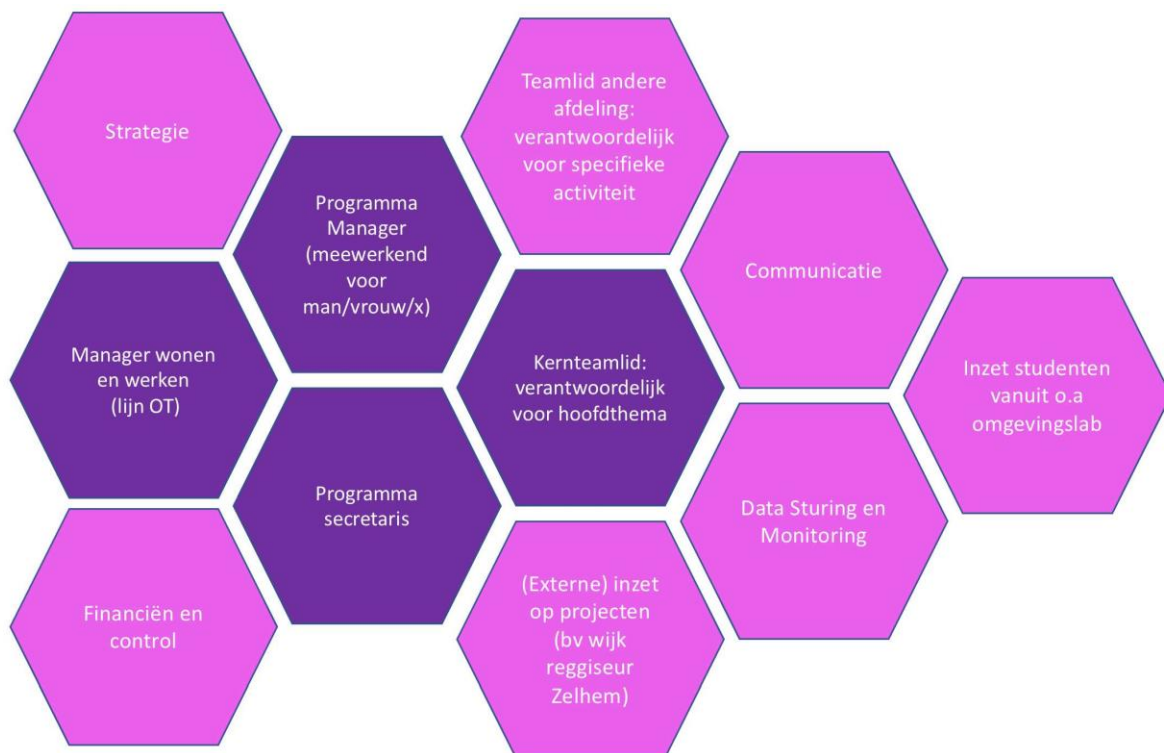 Strategie
Teamlid andere
afdeling:
verantwoordelijk
voor specifieke
activiteit
Programma
Manager
(meewerkend
voor
man/vrouw/x)
Communicatie
Manager wonen
en werken
(lijn OT)
Kernteamlid:
verantwoordelijk
voor hoofdthema
Inzet studenten
vanuit o.a
omgevingslab
Programma
secretaris
Data Sturing en
Monitoring
Financiën en
control
(Externe) inzet
op projecten
(bv wijk
reggiseur
Zelhem)